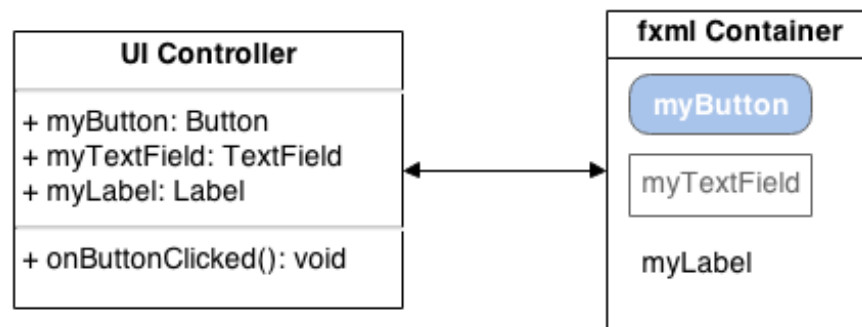 UI Controller
+ myButton: Button
+ myTextField: TextField
+ myLabel: Label
+ onButtonClicked(): void
fxml Container
myButton
myTextField
myLabel